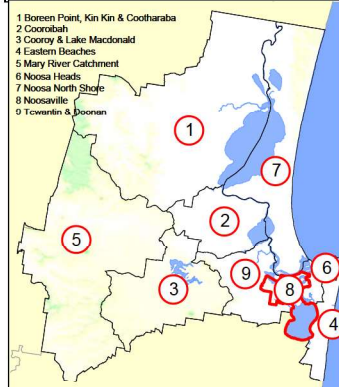 1 Boreen Point, Kin Kin & Cootharaba
2 Cooroibah
3 Cooroy & Lake Macdonald
4 Eastern Beaches
5 Mary River Catchment
6 Noosa Heads
7 Noosa North Shore
8 Noosaville
9 Tewantin & Doonan
1
7
2
5
6
9
8
3
4